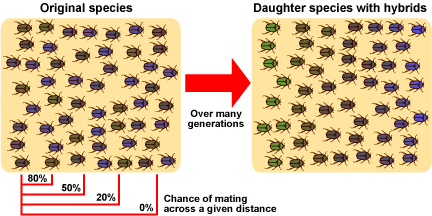 Original species
Daughter species with hybrids
Over many
generations
80%
50%
20%
0%
Chance of mating
across a given distance